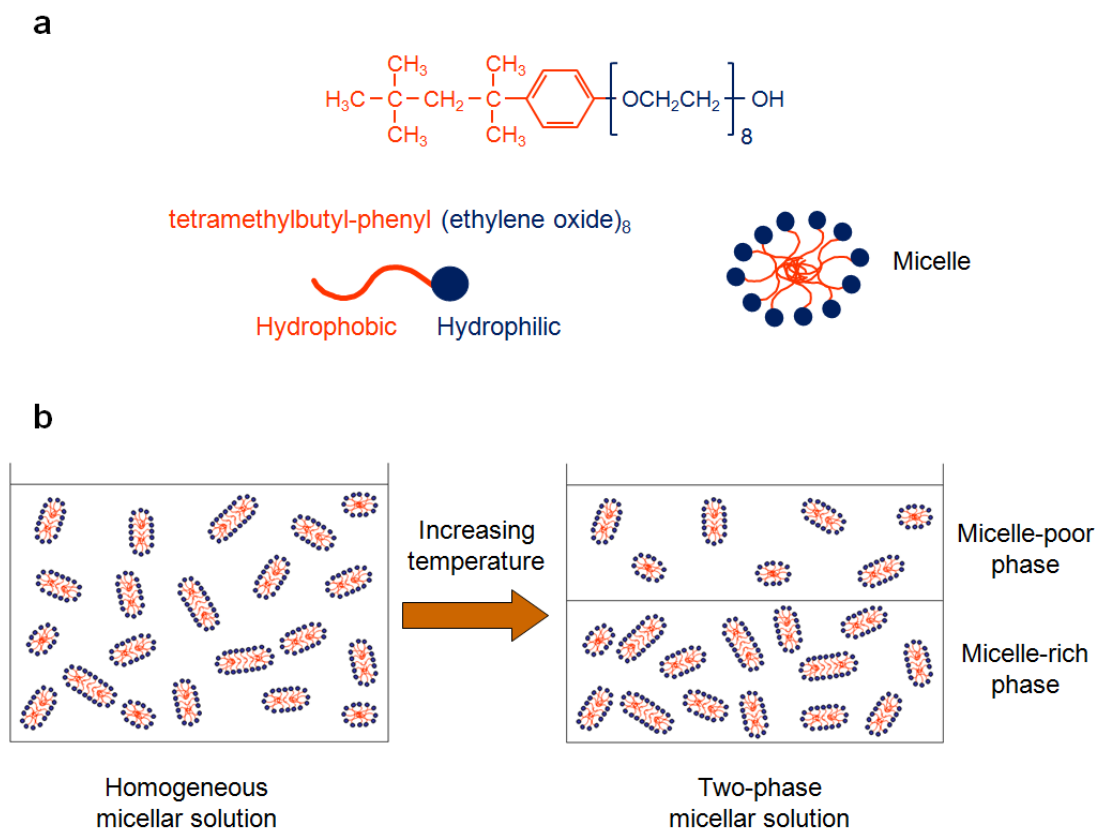 a
CH3 CH3
H3C C CH2 C OCH2CH2 OH
CH3 CH3 8
tetramethylbutyl-phenyl (ethylene oxide)8
Hydrophobic Hydrophilic
Micelle
b
Increasing
temperature
Micelle-poor
phase
Micelle-rich
phase
Homogeneous
micellar solution
Two-phase
micellar solution